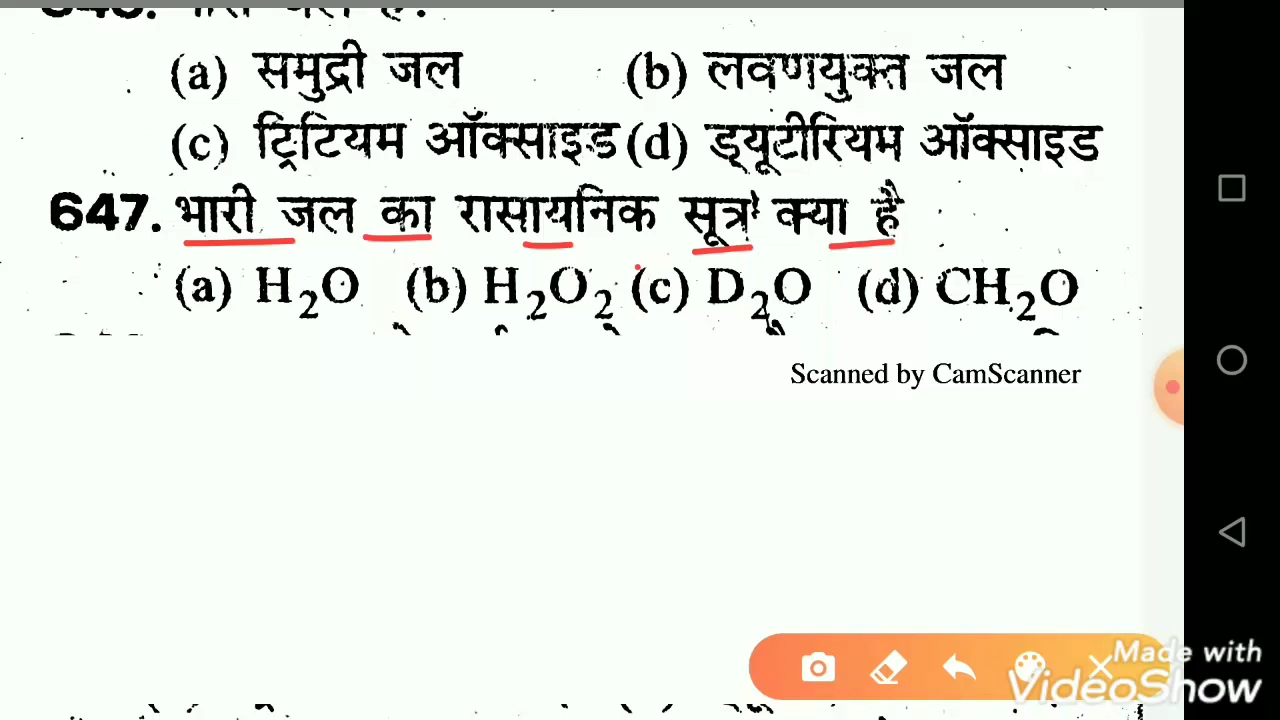 (a) समुद्री जल (b) लवणयुक्त जल
(c) ट्रिटियम ऑक्साइड (d) ड्यूटीरियम ऑक्साइड
647. भारी जल का रासायनिक सूत्र क्या है
(a) H₂O (b) H₂O₂ (c) D₂O (d) CH₂O
Scanned by CamScanner
Made with
VideoShow